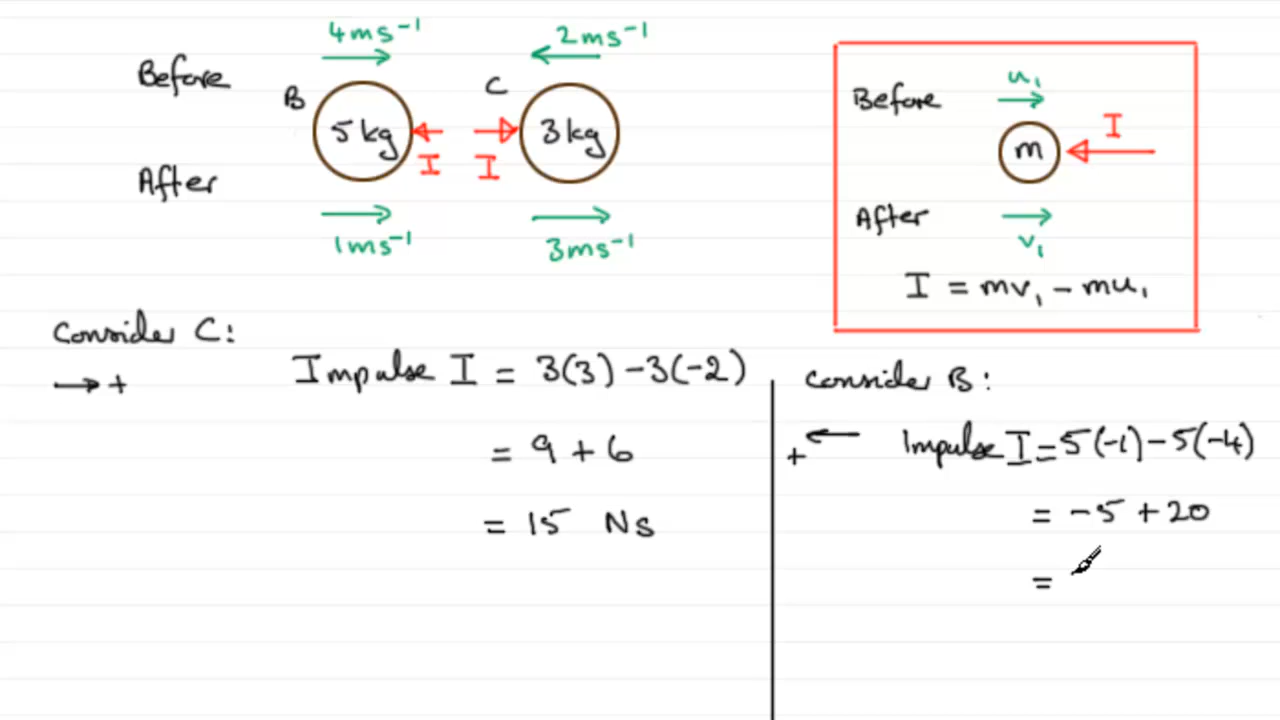 4ms⁻¹ 2ms⁻¹
Before
B C
5kg 3kg
I I
After
1ms⁻¹ 3ms⁻¹
u₁
Before
I
m
After
v₁
I = mv₁ - mu₁
Consider C:
→ +
Impulse I = 3(3) - 3(-2)
= 9 + 6
= 15 Ns
Consider B:
+ ←
Impulse I = 5(-1) - 5(-4)
= -5 + 20
=